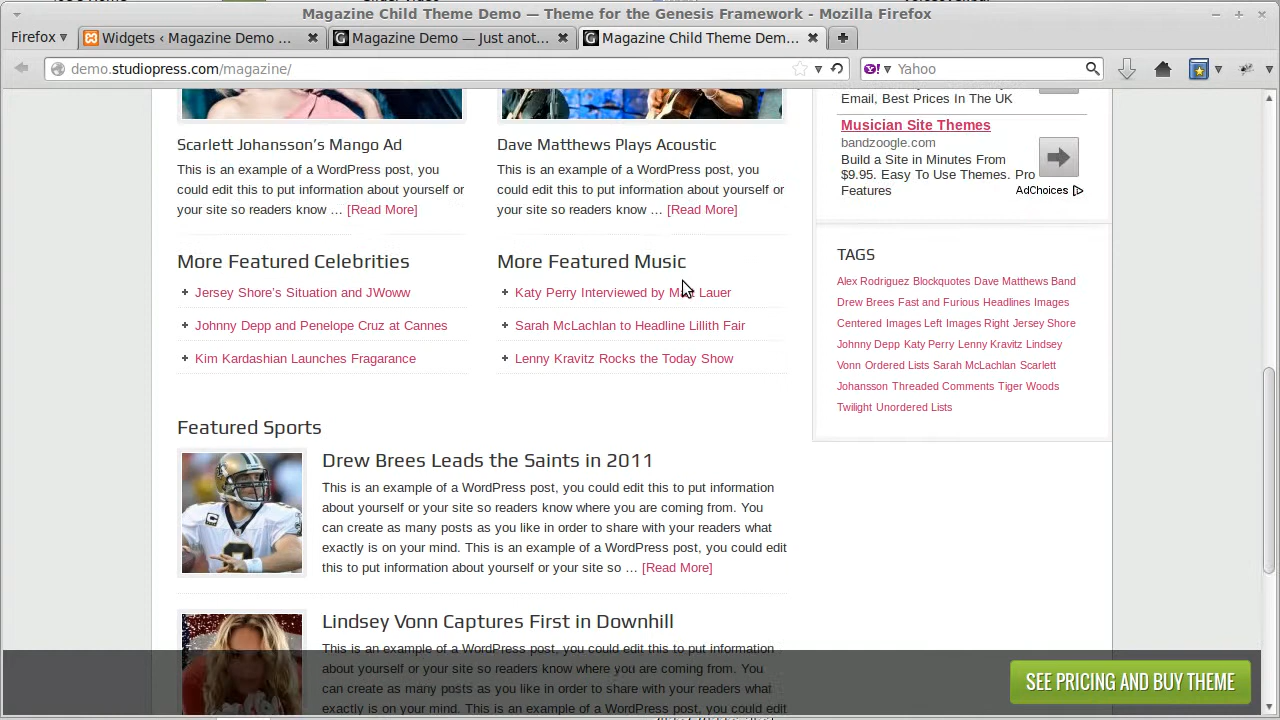 Magazine Child Theme Demo — Theme for the Genesis Framework - Mozilla Firefox
Firefox
Widgets ‹ Magazine Demo ...
Magazine Demo — Just anot...
Magazine Child Theme Dem...
demo.studiopress.com/magazine/
Yahoo
Scarlett Johansson's Mango Ad
This is an example of a WordPress post, you
could edit this to put information about yourself or
your site so readers know … [Read More]
Dave Matthews Plays Acoustic
This is an example of a WordPress post, you
could edit this to put information about yourself or
your site so readers know … [Read More]
More Featured Celebrities
Jersey Shore's Situation and JWoww
Johnny Depp and Penelope Cruz at Cannes
Kim Kardashian Launches Fragarance
More Featured Music
Katy Perry Interviewed by Matt Lauer
Sarah McLachlan to Headline Lillith Fair
Lenny Kravitz Rocks the Today Show
Featured Sports
Drew Brees Leads the Saints in 2011
This is an example of a WordPress post, you could edit this to put information
about yourself or your site so readers know where you are coming from. You
can create as many posts as you like in order to share with your readers what
exactly is on your mind. This is an example of a WordPress post, you could edit
this to put information about yourself or your site so … [Read More]
Lindsey Vonn Captures First in Downhill
This is an example of a WordPress post, you could edit this to put information
about yourself or your site so readers know where you are coming from. You
can create as many posts as you like in order to share with your readers what
exactly is on your mind. This is an example of a WordPress post, you could edit
Email, Best Prices In The UK
Musician Site Themes
bandzoogle.com
Build a Site in Minutes From
$9.95. Easy To Use Themes. Pro
Features
AdChoices
TAGS
Alex Rodriguez Blockquotes Dave Matthews Band
Drew Brees Fast and Furious Headlines Images
Centered Images Left Images Right Jersey Shore
Johnny Depp Katy Perry Lenny Kravitz Lindsey
Vonn Ordered Lists Sarah McLachlan Scarlett
Johansson Threaded Comments Tiger Woods
Twilight Unordered Lists
SEE PRICING AND BUY THEME